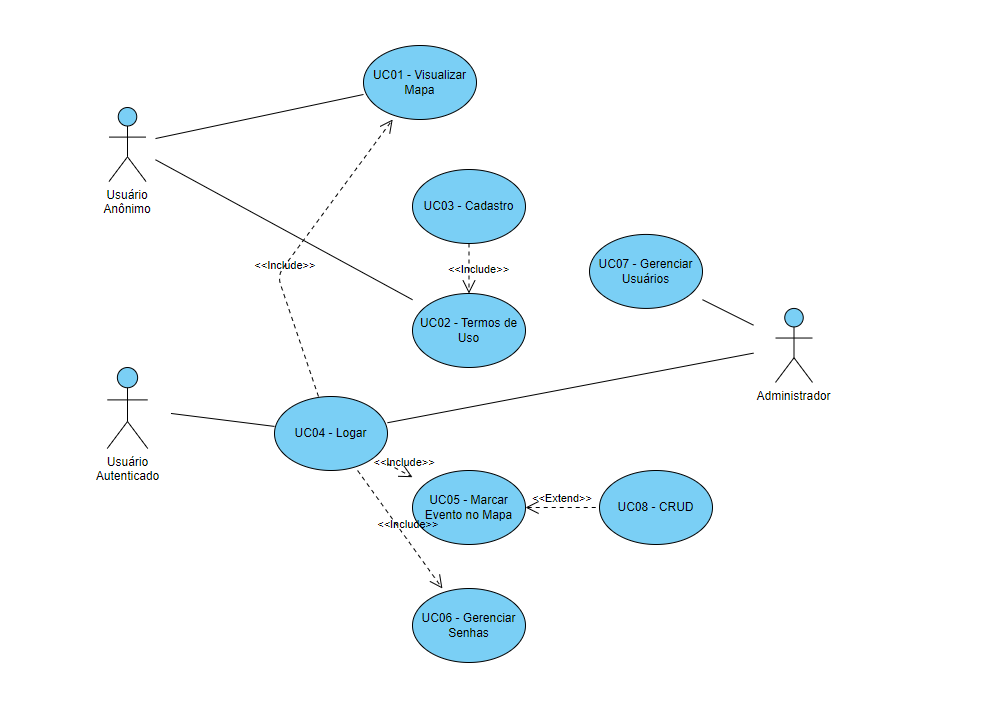 UC01 - Visualizar
Mapa
Usuário
Anônimo
UC03 - Cadastro
<<Include>>
<<Include>>
UC07 - Gerenciar
Usuários
UC02 - Termos de
Uso
Administrador
UC04 - Logar
Usuário
Autenticado
<<Include>>
UC05 - Marcar
Evento no Mapa
<<Extend>>
UC08 - CRUD
<<Include>>
UC06 - Gerenciar
Senhas